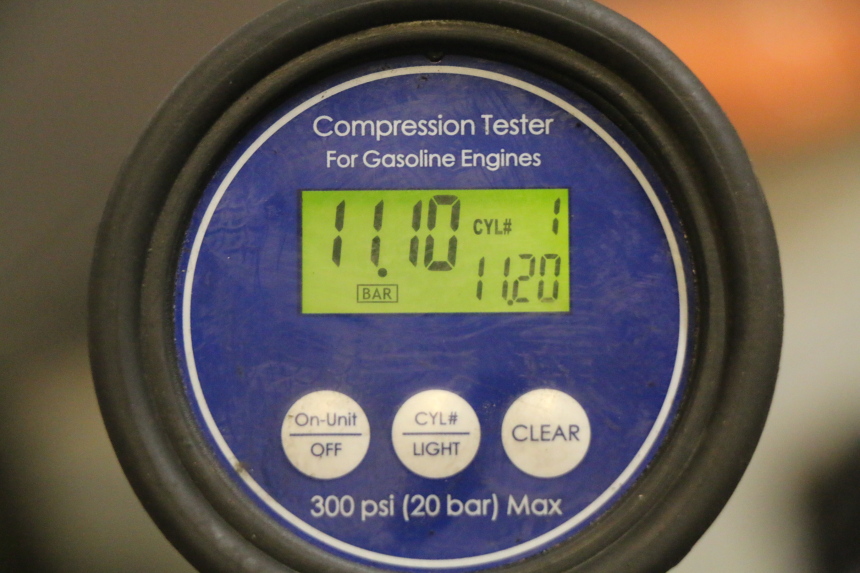 Compression Tester
For Gasoline Engines
11.10 CYL# 1
BAR 11.20
On-Unit OFF
CYL# LIGHT
CLEAR
300 psi (20 bar) Max